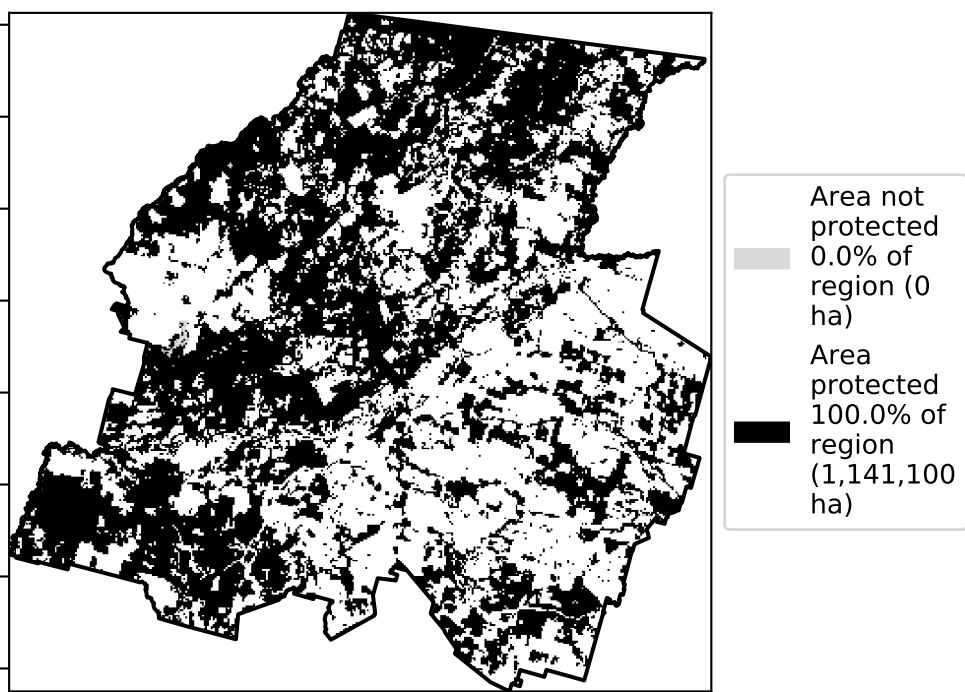 Area not
protected
0.0% of
region (0
ha)
Area
protected
100.0% of
region
(1,141,100
ha)